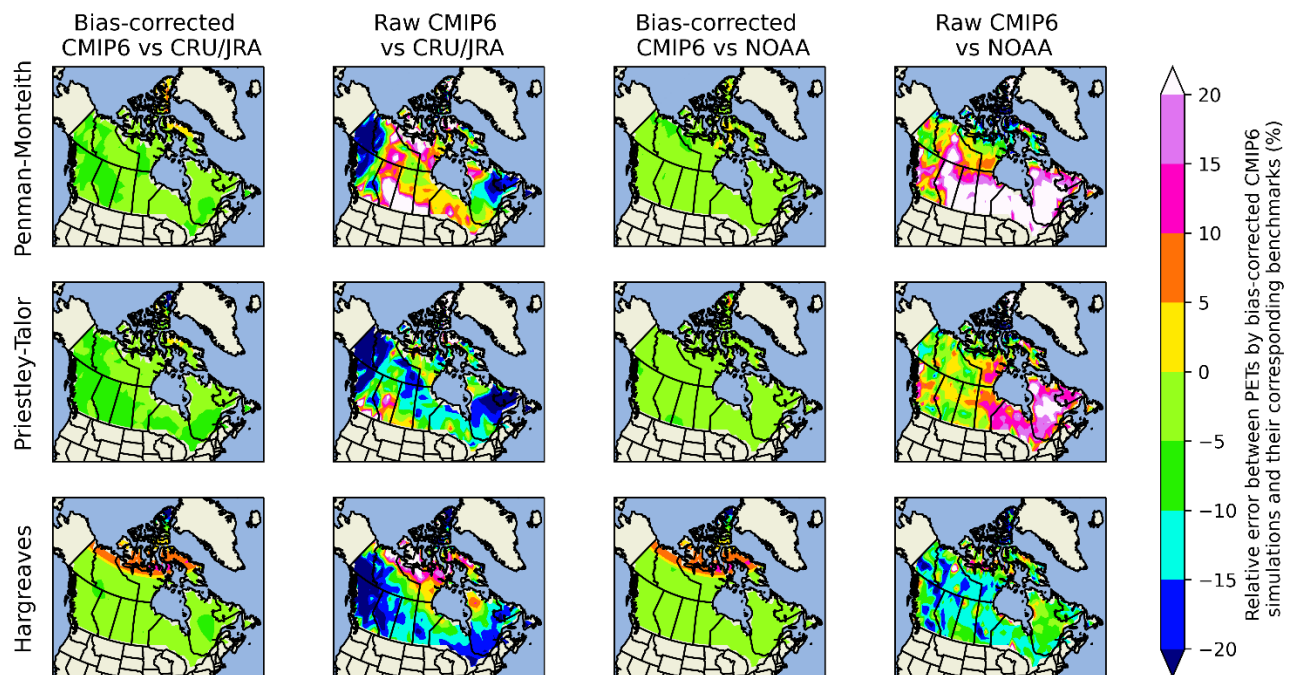 Bias-corrected
CMIP6 vs CRU/JRA
Raw CMIP6
vs CRU/JRA
Bias-corrected
CMIP6 vs NOAA
Raw CMIP6
vs NOAA
Penman-Monteith
Priestley-Talor
Hargreaves
20
15
10
5
0
−5
−10
−15
−20
Relative error between PETs by bias-corrected CMIP6
simulations and their corresponding benchmarks (%)